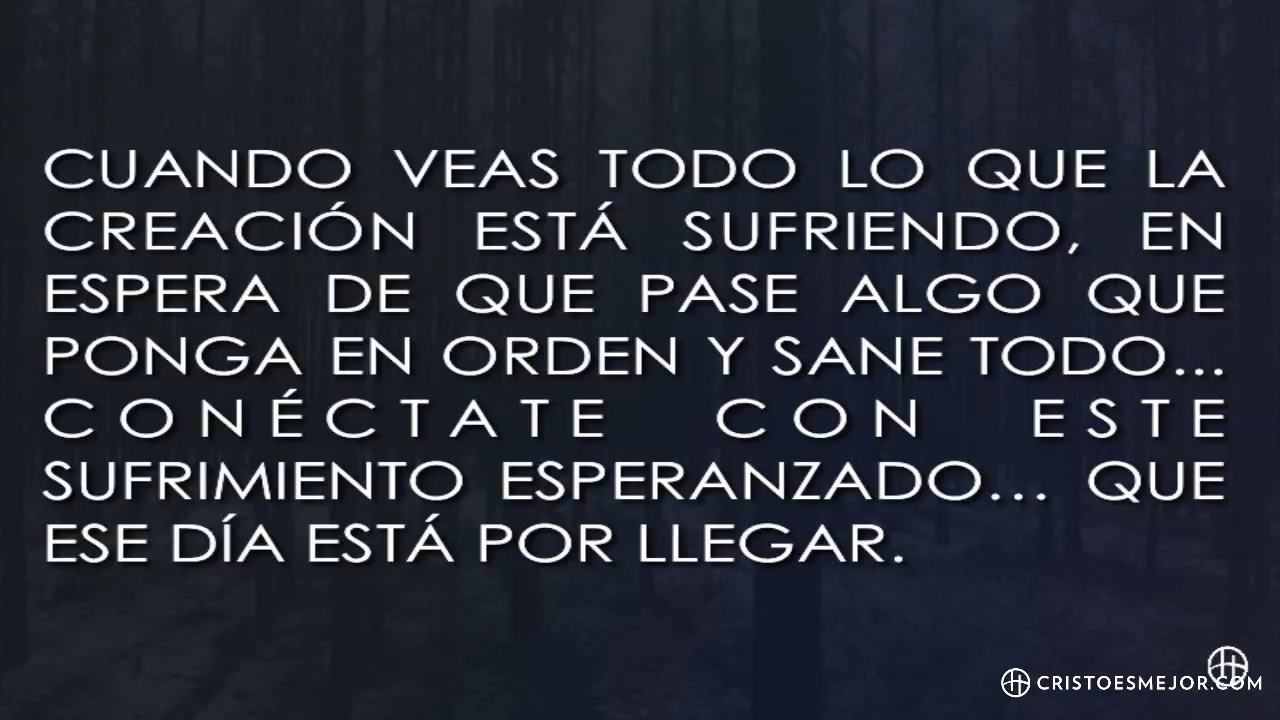 CUANDO VEAS TODO LO QUE LA
CREACIÓN ESTÁ SUFRIENDO, EN
ESPERA DE QUE PASE ALGO QUE
PONGA EN ORDEN Y SANE TODO...
CONÉCTATE CON ESTE
SUFRIMIENTO ESPERANZADO... QUE
ESE DÍA ESTÁ POR LLEGAR.
CRISTOESMEJOR.COM